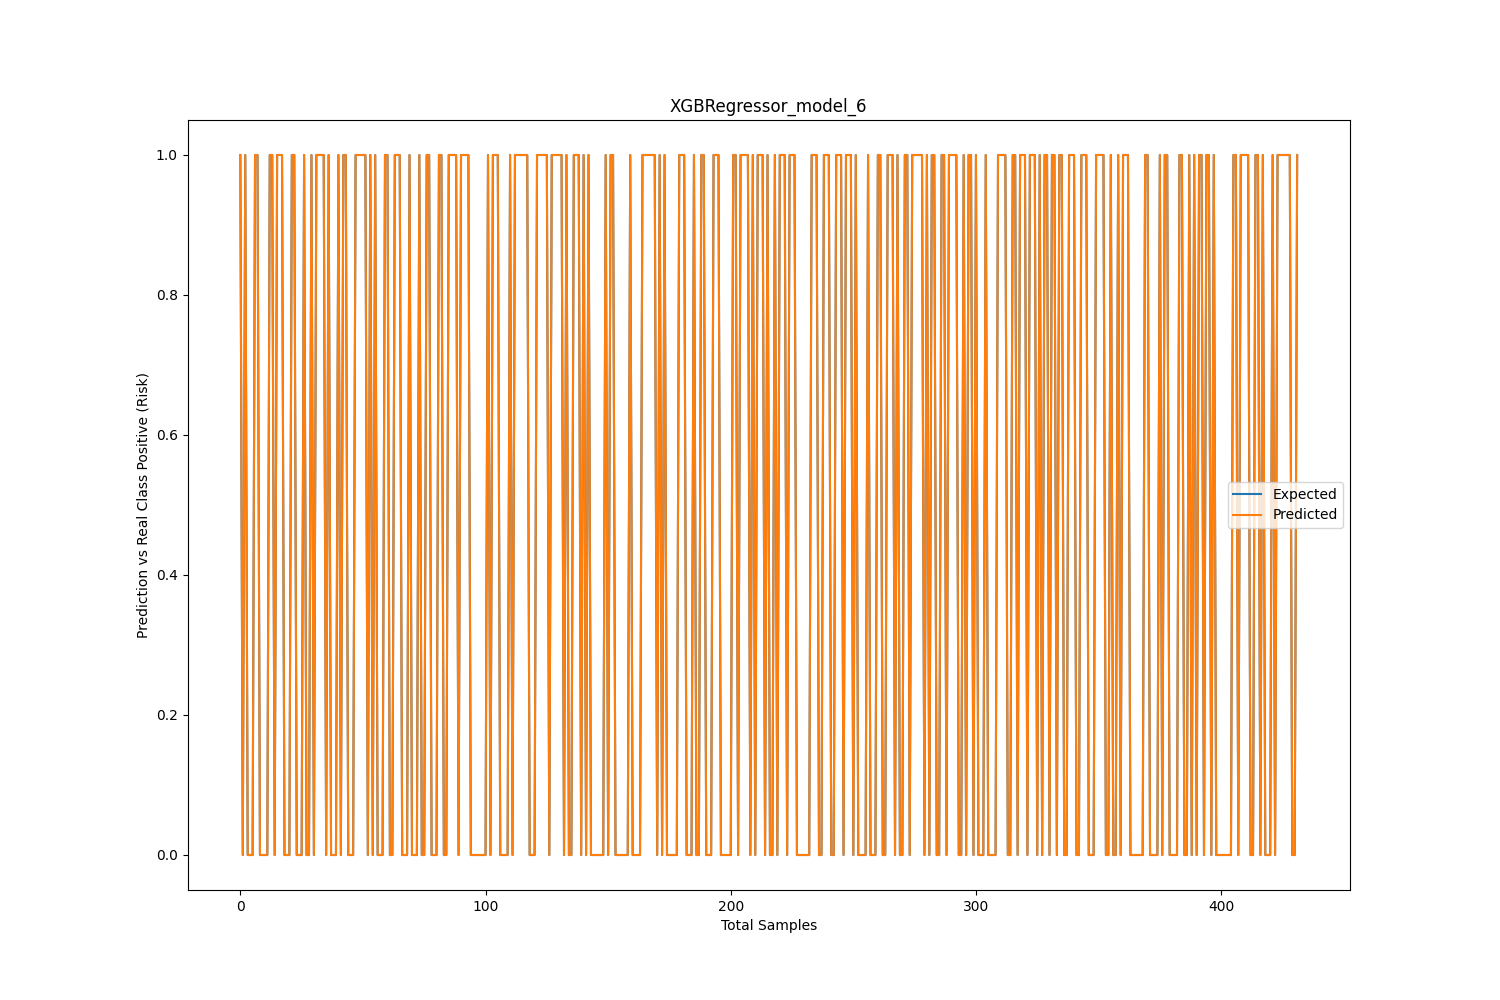 XGBRegressor_model_6
1.0
0.8
0.6
0.4
0.2
0.0
Prediction vs Real Class Positive (Risk)
Expected
Predicted
0 100 200 300 400
Total Samples